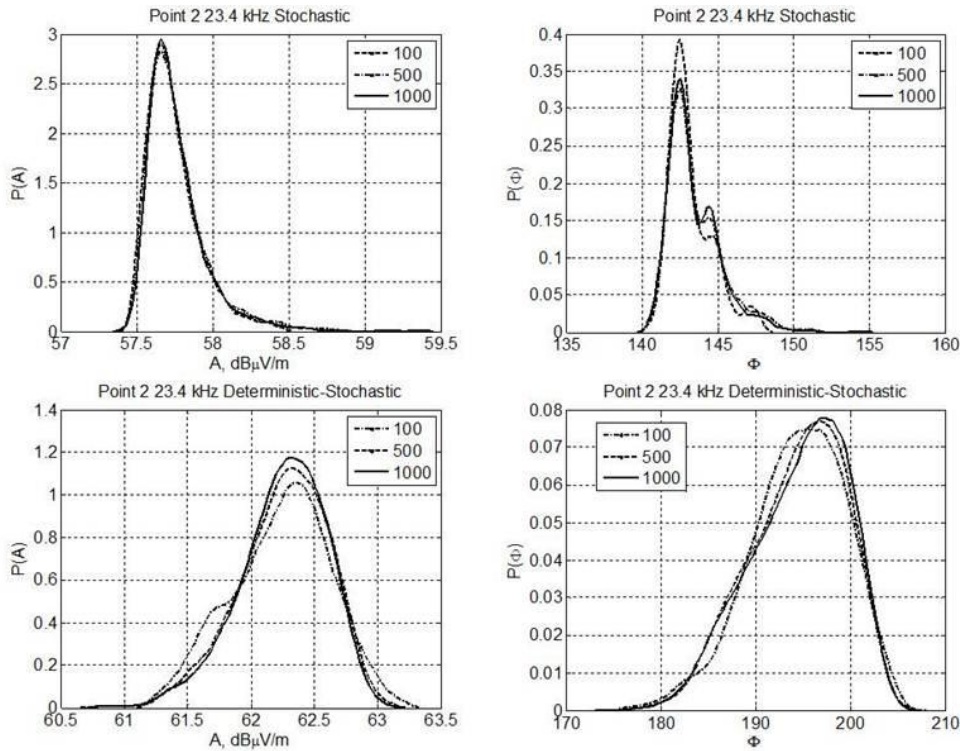 Point 2 23.4 kHz Stochastic
P(A)
3
2.5
2
1.5
1
0.5
0
57 57.5 58 58.5 59 59.5
A, dBμV/m
100
500
1000
Point 2 23.4 kHz Stochastic
P(Φ)
0.4
0.35
0.3
0.25
0.2
0.15
0.1
0.05
0
135 140 145 150 155 160
Φ
100
500
1000
Point 2 23.4 kHz Deterministic-Stochastic
P(A)
1.4
1.2
1
0.8
0.6
0.4
0.2
0
60.5 61 61.5 62 62.5 63 63.5
A, dBμV/m
100
500
1000
Point 2 23.4 kHz Deterministic-Stochastic
P(Φ)
0.08
0.07
0.06
0.05
0.04
0.03
0.02
0.01
0
170 180 190 200 210
Φ
100
500
1000